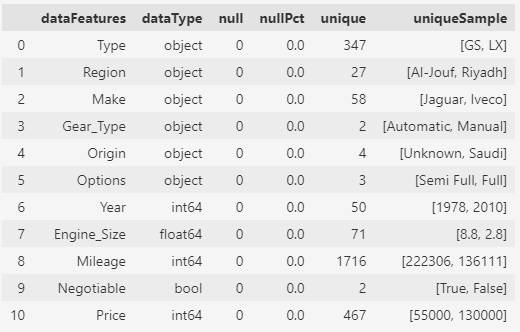 dataFeatures dataType null nullPct unique uniqueSample
0 Type object 0 0.0 347 [GS, LX]
1 Region object 0 0.0 27 [Al-Jouf, Riyadh]
2 Make object 0 0.0 58 [Jaguar, Iveco]
3 Gear_Type object 0 0.0 2 [Automatic, Manual]
4 Origin object 0 0.0 4 [Unknown, Saudi]
5 Options object 0 0.0 3 [Semi Full, Full]
6 Year int64 0 0.0 50 [1978, 2010]
7 Engine_Size float64 0 0.0 71 [8.8, 2.8]
8 Mileage int64 0 0.0 1716 [222306, 136111]
9 Negotiable bool 0 0.0 2 [True, False]
10 Price int64 0 0.0 467 [55000, 130000]